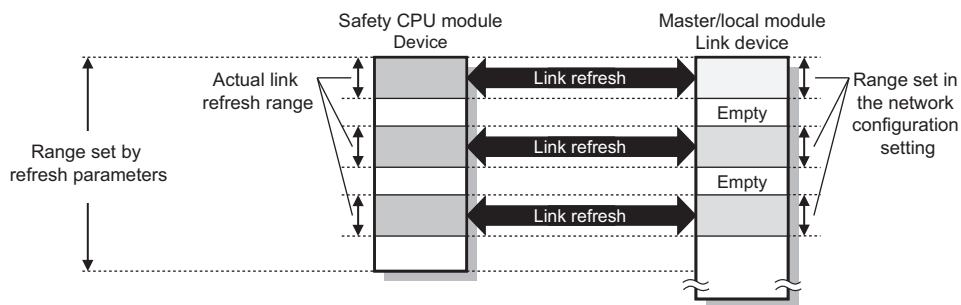 Safety CPU module
Device
Master/local module
Link device
Actual link
refresh range
Link refresh
Range set in
the network
configuration
setting
Empty
Range set by
refresh parameters
Link refresh
Empty
Link refresh